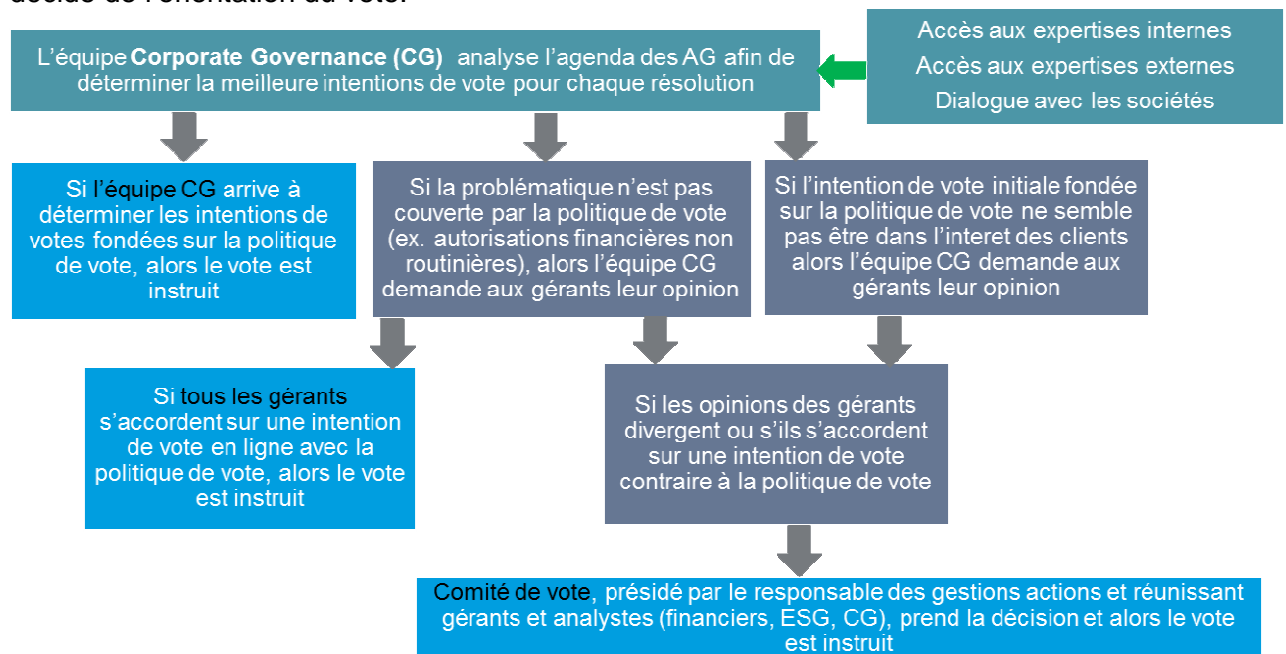 décide de l'orientation du vote.
L'équipe Corporate Governance (CG) analyse l'agenda des AG afin de
déterminer la meilleure intentions de vote pour chaque résolution
Accès aux expertises internes
Accès aux expertises externes
Dialogue avec les sociétés
Si l'équipe CG arrive à
déterminer les intentions de
votes fondées sur la politique
de vote, alors le vote est
instruit
Si la problématique n'est pas
couverte par la politique de vote
(ex. autorisations financières non
routinières), alors l'équipe CG
demande aux gérants leur opinion
Si l'intention de vote initiale fondée
sur la politique de vote ne semble
pas être dans l'interet des clients
alors l'équipe CG demande aux
gérants leur opinion
Si tous les gérants
s'accordent sur une intention
de vote en ligne avec la
politique de vote, alors le vote
est instruit
Si les opinions des gérants
divergent ou s'ils s'accordent
sur une intention de vote
contraire à la politique de vote
Comité de vote, présidé par le responsable des gestions actions et réunissant
gérants et analystes (financiers, ESG, CG), prend la décision et alors le vote
est instruit